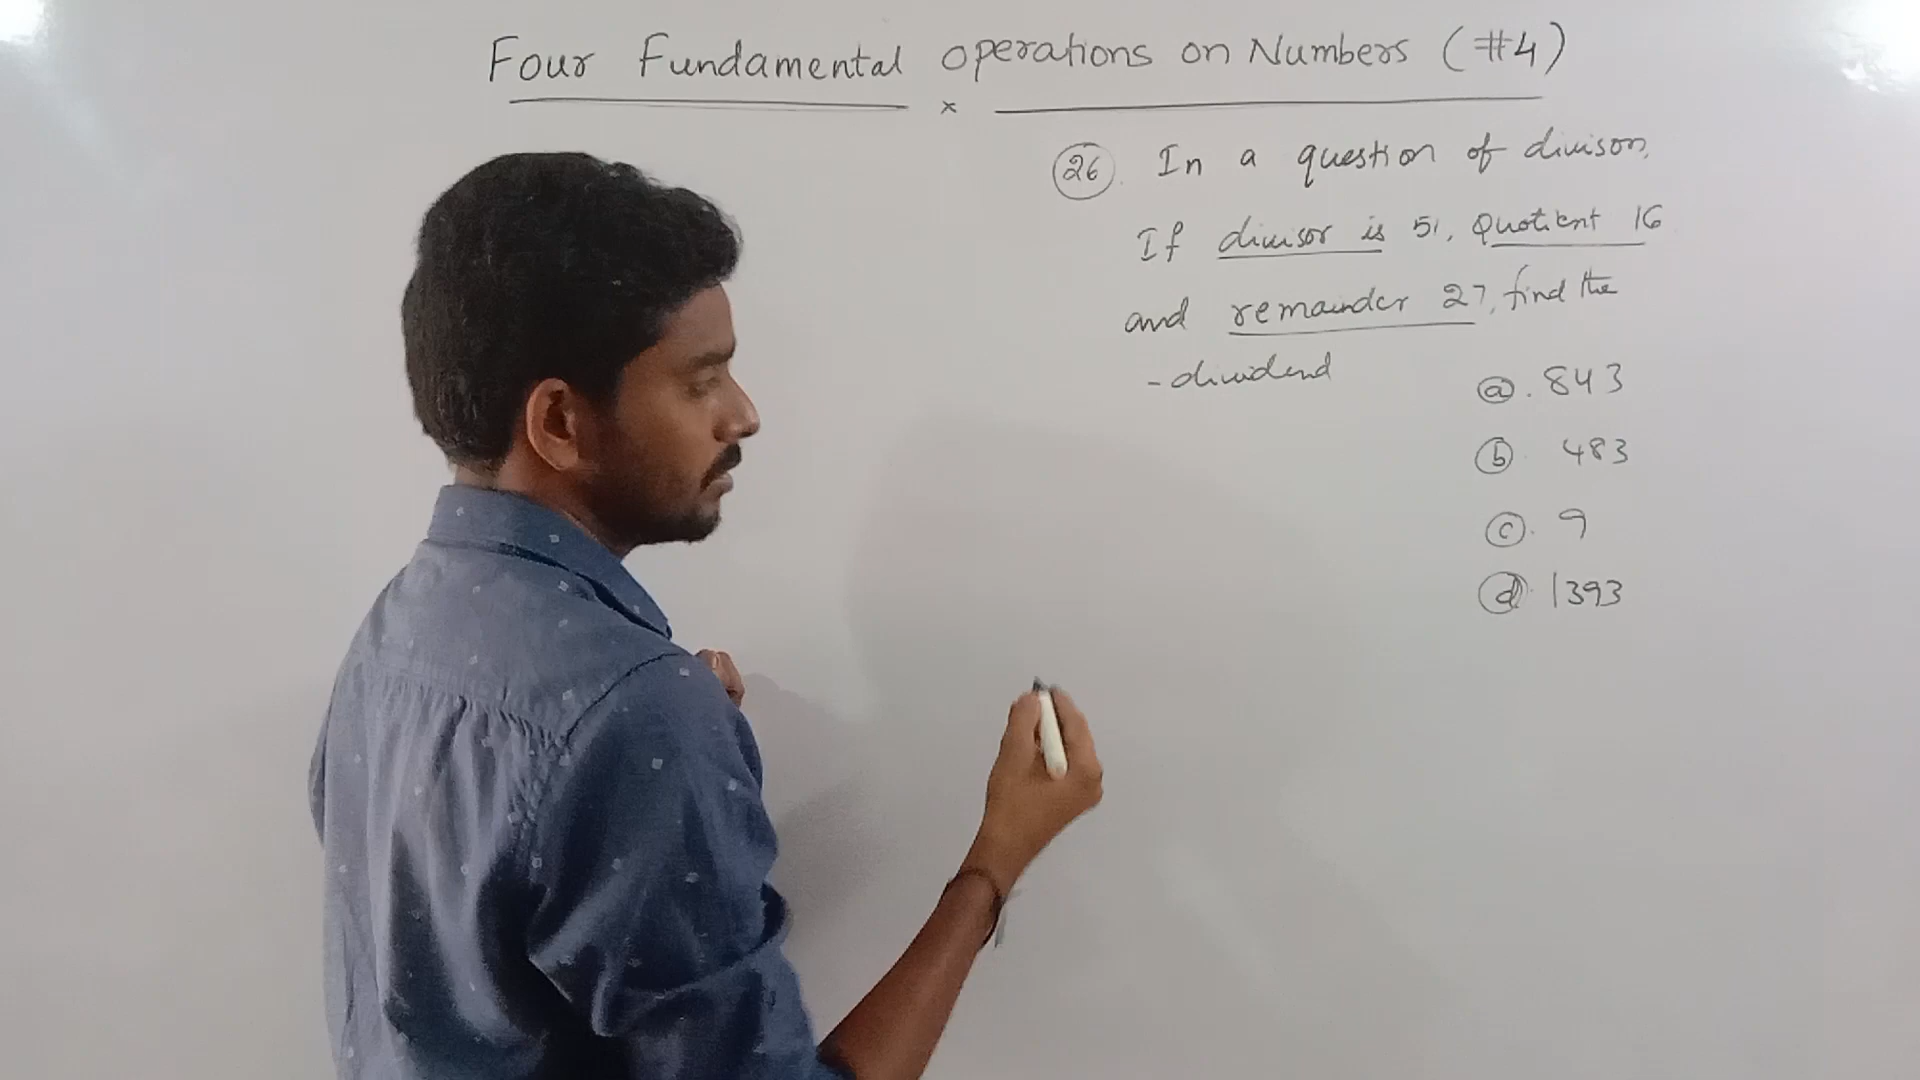 Four Fundamental operations on Numbers (#4)
x
26. In a question of divison,
If divisor is 51, Quotient 16
and remainder 27, find the
- dividend
a. 843
b. 483
c. 9
d. 1393